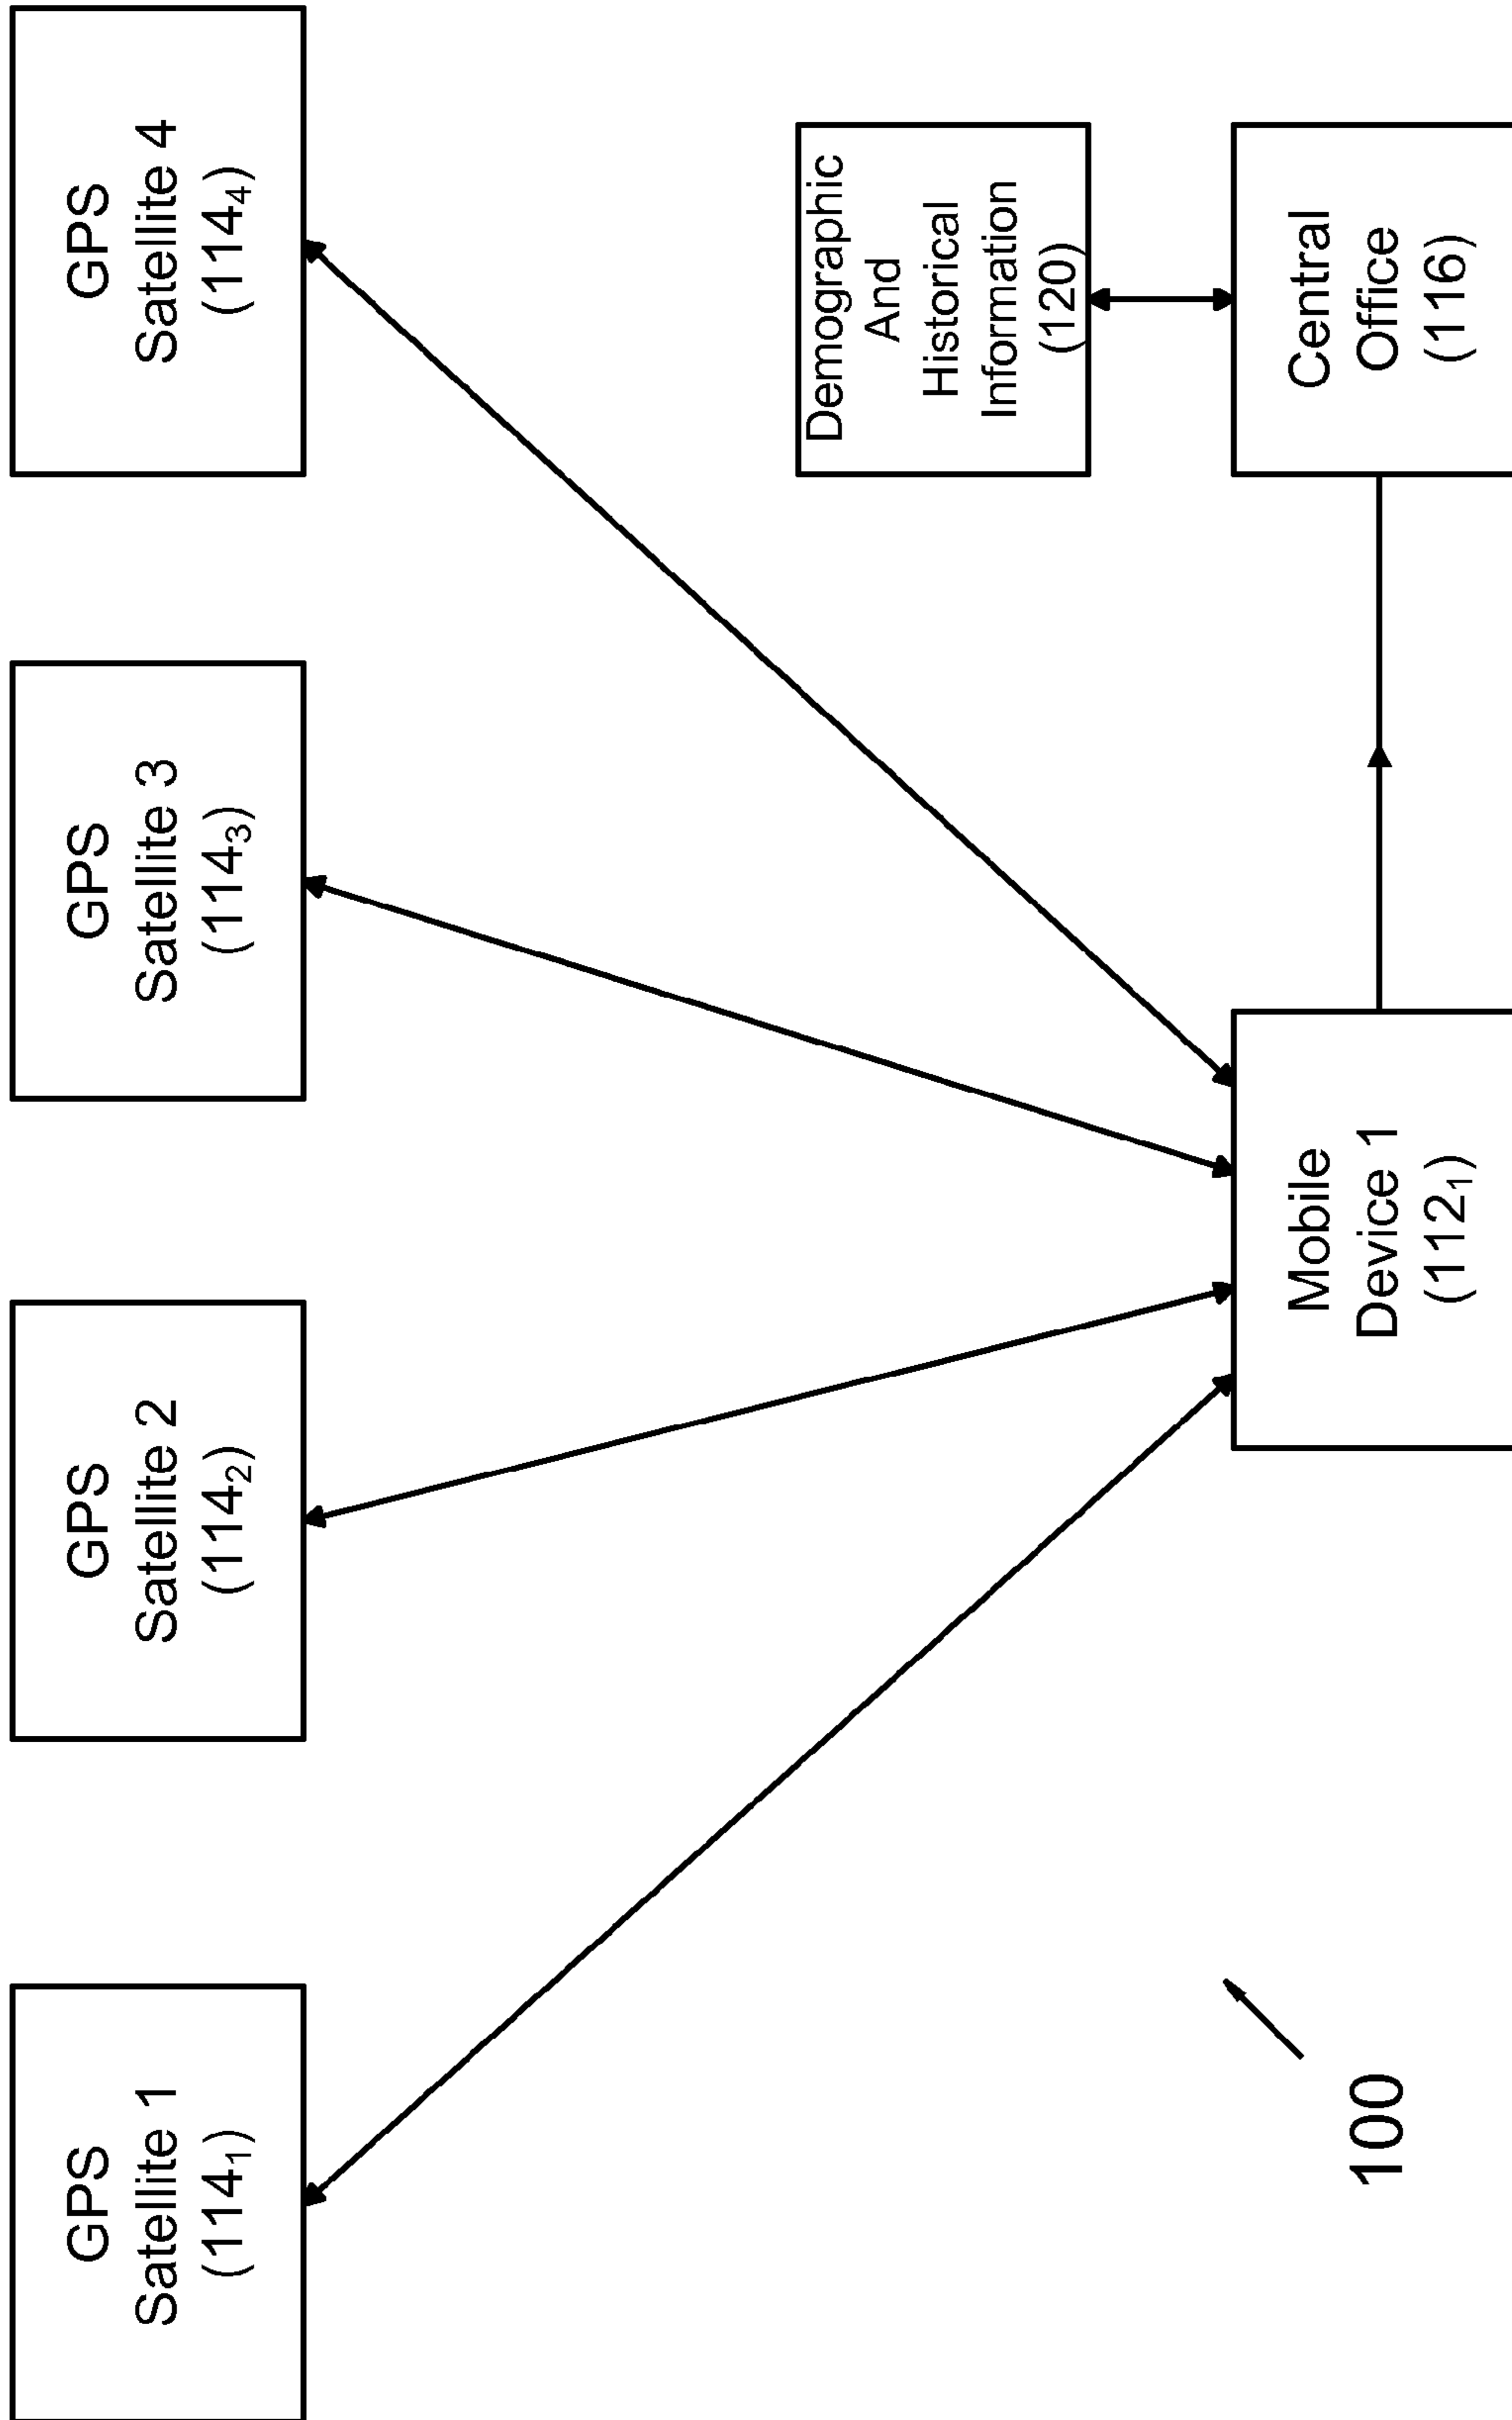 GPS
Satellite 1
(114₁)
GPS
Satellite 2
(114₂)
GPS
Satellite 3
(114₃)
GPS
Satellite 4
(114₄)
Demographic
And
Historical
Information
(120)
Mobile
Device 1
(112₁)
Central
Office
(116)
100